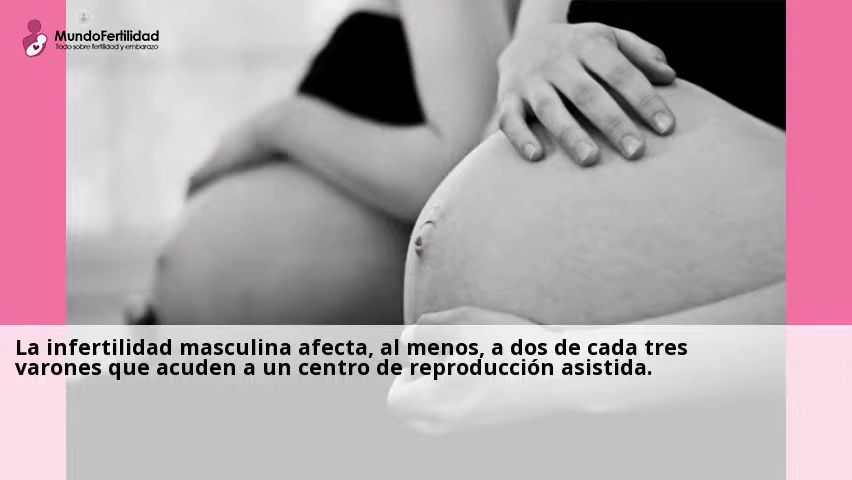 MundoFertilidad
Todo sobre fertilidad y embarazo
La infertilidad masculina afecta, al menos, a dos de cada tres
varones que acuden a un centro de reproducción asistida.